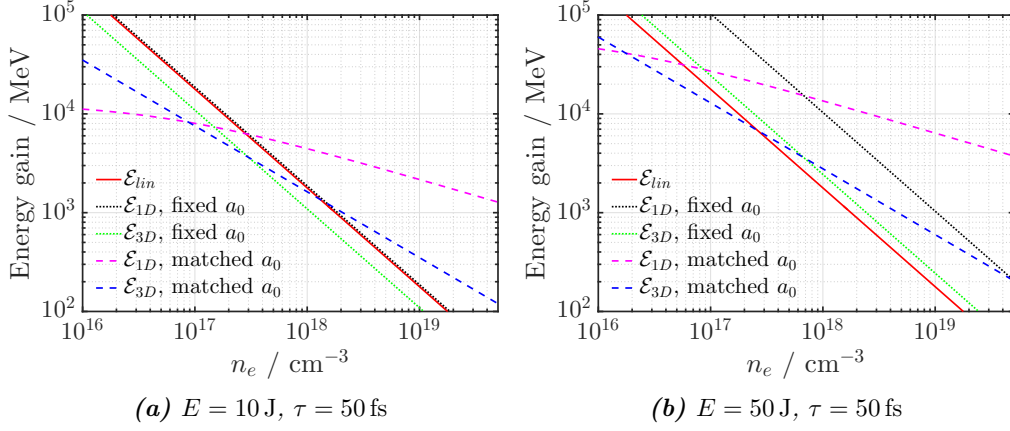 10^5
10^4
10^3
10^2
Energy gain / MeV
ℰ_lin
ℰ_1D, fixed a_0
ℰ_3D, fixed a_0
ℰ_1D, matched a_0
ℰ_3D, matched a_0
10^16 10^17 10^18 10^19
n_e / cm^−3
(a) E = 10 J, τ = 50 fs
10^5
10^4
10^3
10^2
Energy gain / MeV
ℰ_lin
ℰ_1D, fixed a_0
ℰ_3D, fixed a_0
ℰ_1D, matched a_0
ℰ_3D, matched a_0
10^16 10^17 10^18 10^19
n_e / cm^−3
(b) E = 50 J, τ = 50 fs